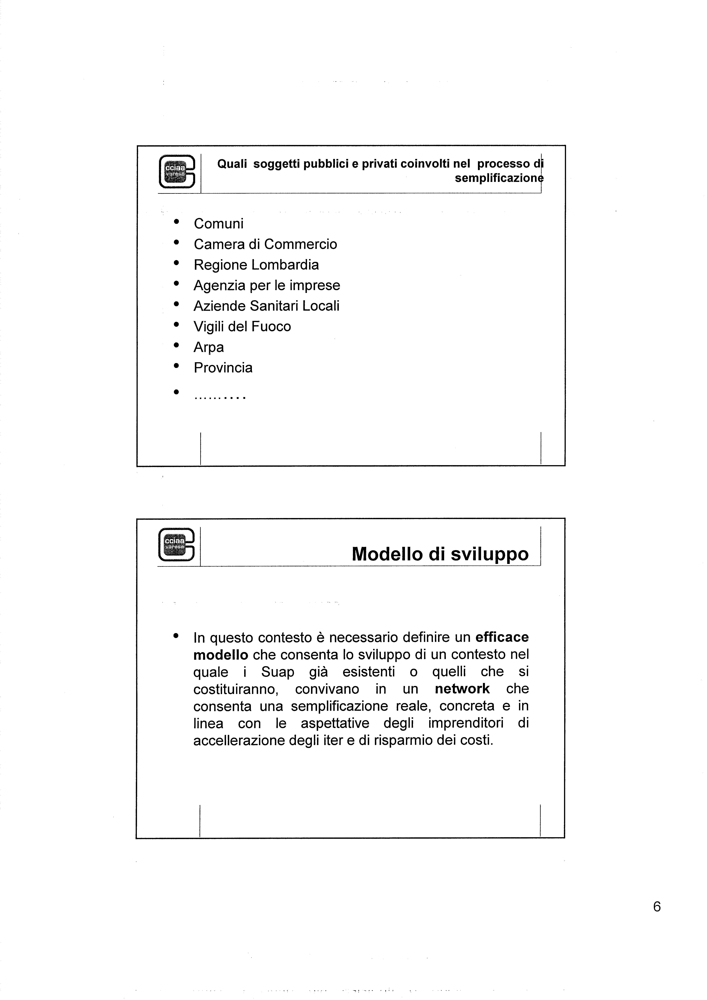 cciaa
varese
Quali soggetti pubblici e privati coinvolti nel processo di
semplificazione
• Comuni
• Camera di Commercio
• Regione Lombardia
• Agenzia per le imprese
• Aziende Sanitari Locali
• Vigili del Fuoco
• Arpa
• Provincia
• ..........
cciaa
varese
Modello di sviluppo
• In questo contesto è necessario definire un efficace
modello che consenta lo sviluppo di un contesto nel
quale i Suap già esistenti o quelli che si
costituiranno, convivano in un network che
consenta una semplificazione reale, concreta e in
linea con le aspettative degli imprenditori di
accellerazione degli iter e di risparmio dei costi.
6